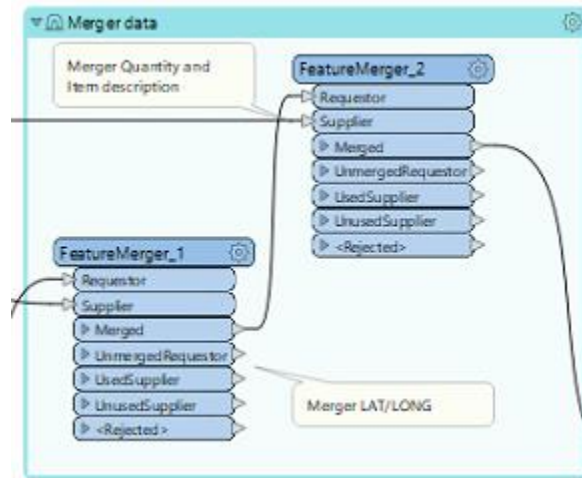 Merger data
Merger Quantity and
Item description
FeatureMerger_2
Requestor
Supplier
Merged
UnmergedRequestor
UsedSupplier
UnusedSupplier
<Rejected>
FeatureMerger_1
Requestor
Supplier
Merged
UnmergedRequestor
UsedSupplier
UnusedSupplier
<Rejected>
Merger LAT/LONG